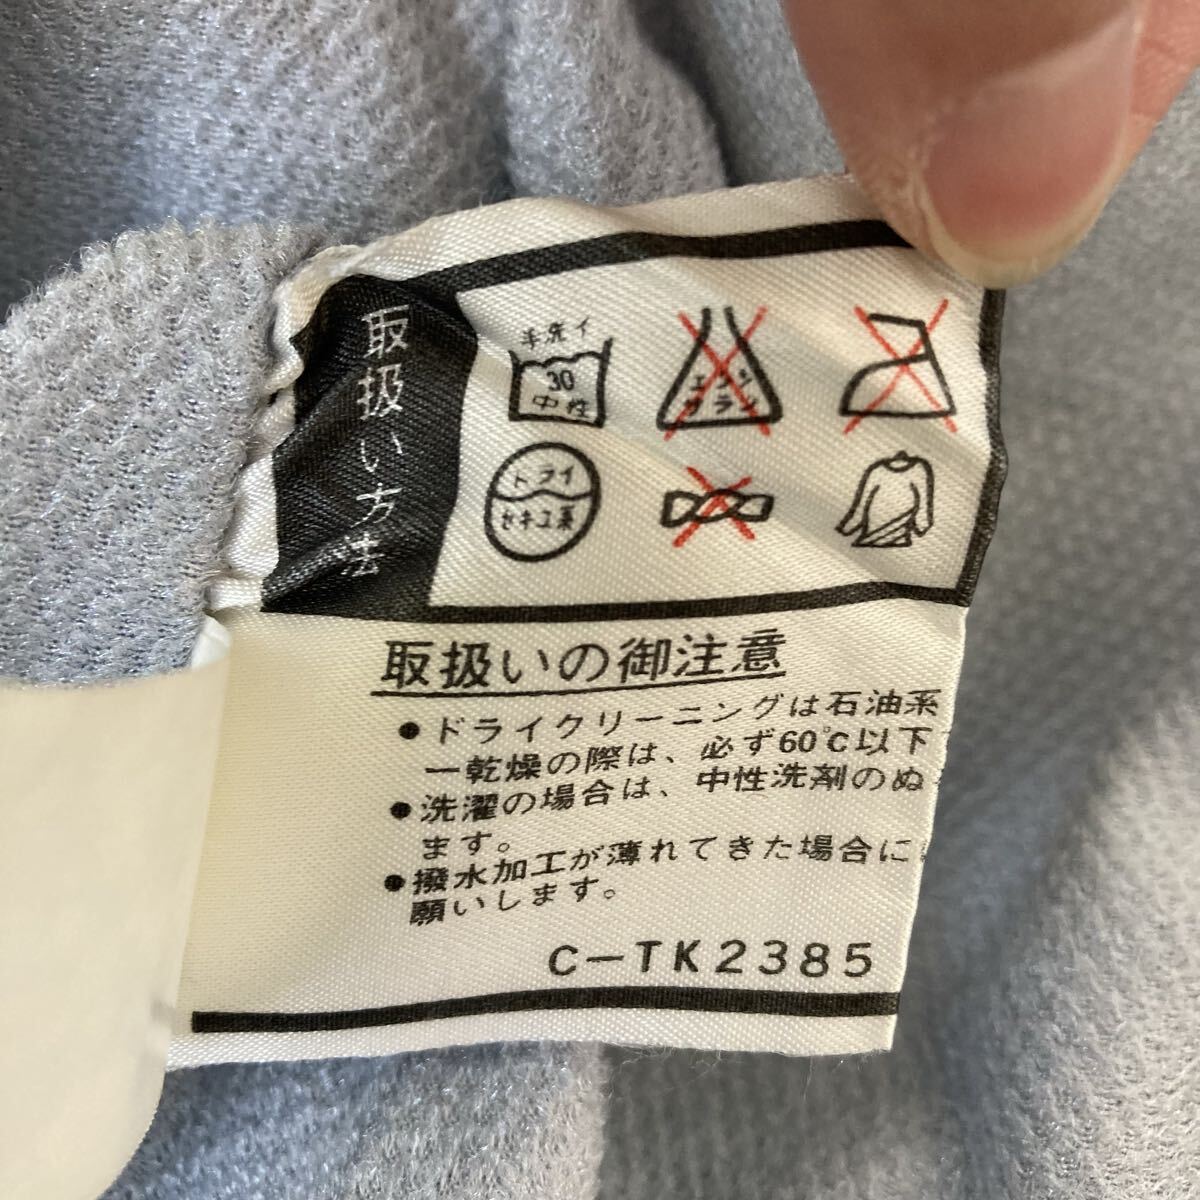 取扱い方法
手洗イ
30
中性
エンソ
サラシ
ドライ
セキユ系
取扱いの御注意
●ドライクリーニングは石油系
一乾燥の際は、必ず60℃以下
●洗濯の場合は、中性洗剤のぬ
ます。
●撥水加工が薄れてきた場合に
願いします。
C-TK2385